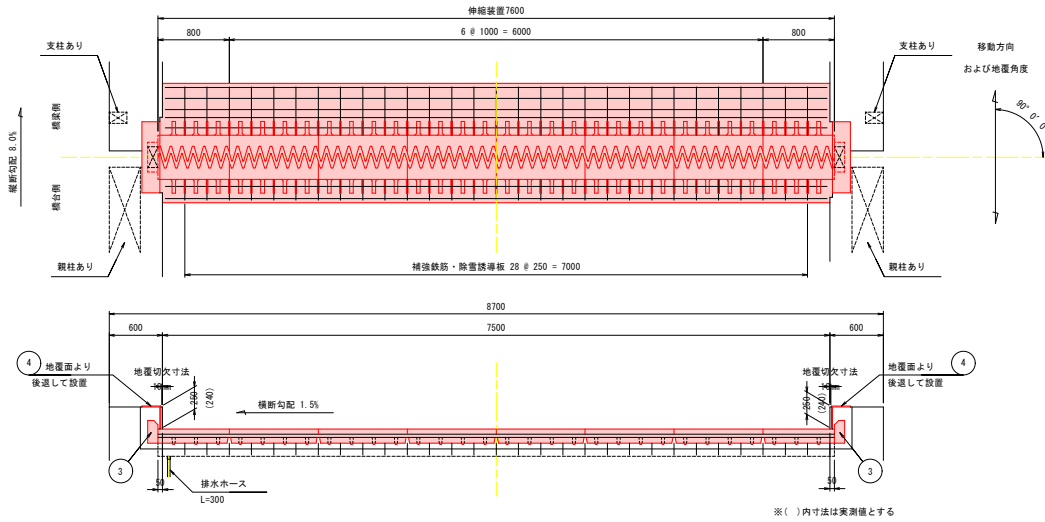 伸縮装置7600
800
6 @ 1000 = 6000
800
支柱あり
支柱あり
移動方向
および地覆角度
90° 0' 0
橋梁側
縦断勾配 8.0%
橋台側
補強鉄筋・除雪誘導板 28 @ 250 = 7000
親柱あり
親柱あり
8700
600
7500
600
4
地覆面より
後退して設置
地覆切欠寸法
250
(240)
横断勾配 1.5%
地覆切欠寸法
250
(240)
地覆面より
後退して設置
4
3
3
50
排水ホース
L=300
50
※( )内寸法は実測値とする